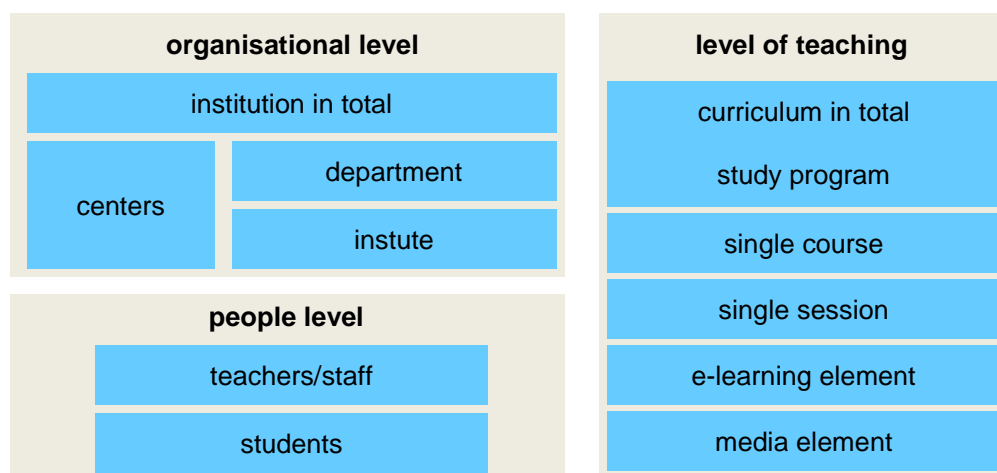 organisational level
institution in total
centers
department
instute
people level
teachers/staff
students
level of teaching
curriculum in total
study program
single course
single session
e-learning element
media element